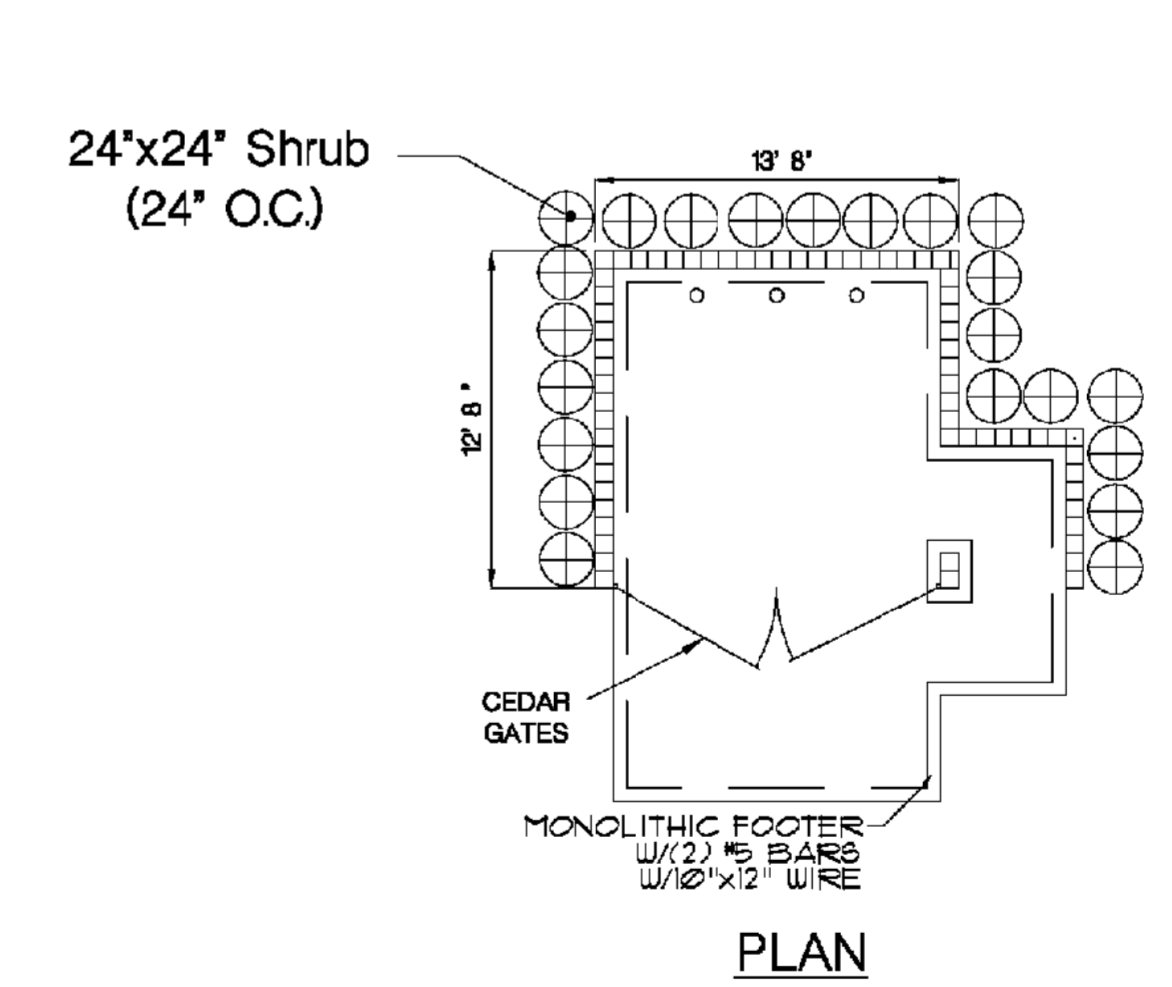 24"x24" Shrub
(24" O.C.)
13' 8"
12' 8"
CEDAR
GATES
MONOLITHIC FOOTER
W/(2) #5 BARS
W/10"x12" WIRE
PLAN